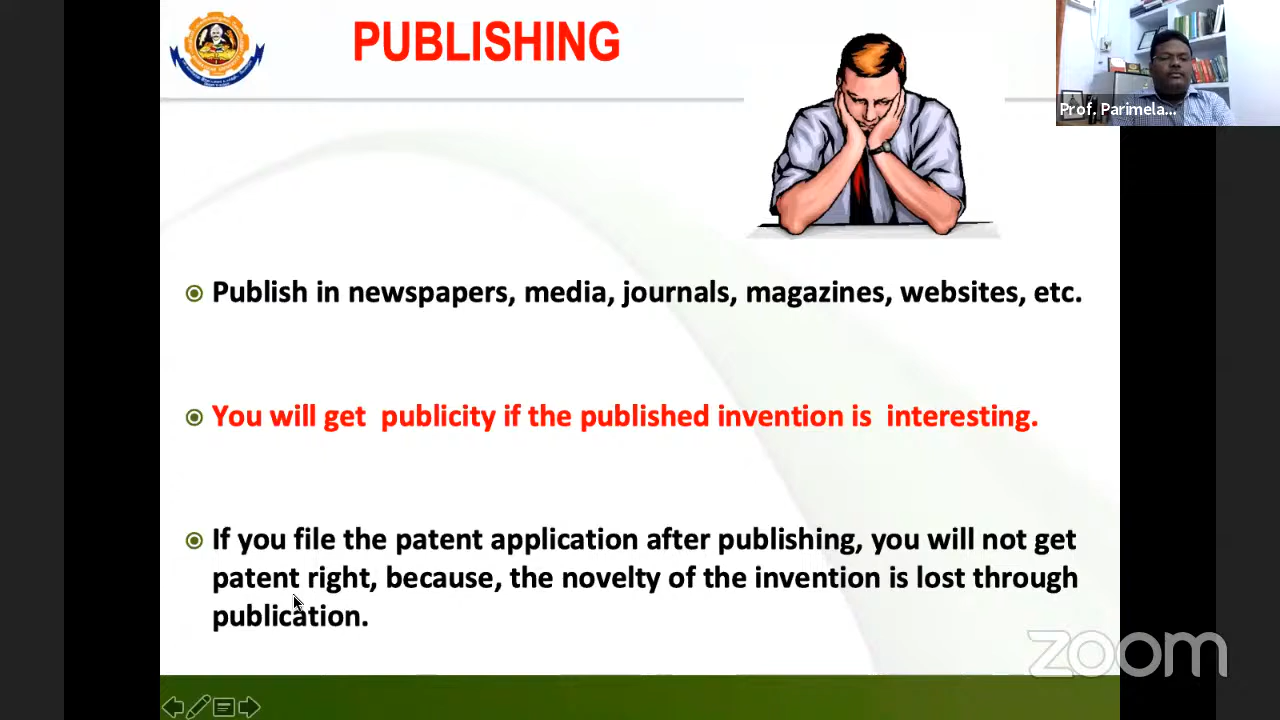 PUBLISHING
Prof. Parimela...
Publish in newspapers, media, journals, magazines, websites, etc.
You will get  publicity if the published invention is  interesting.
If you file the patent application after publishing, you will not get
patent right, because, the novelty of the invention is lost through
publication.
zoom